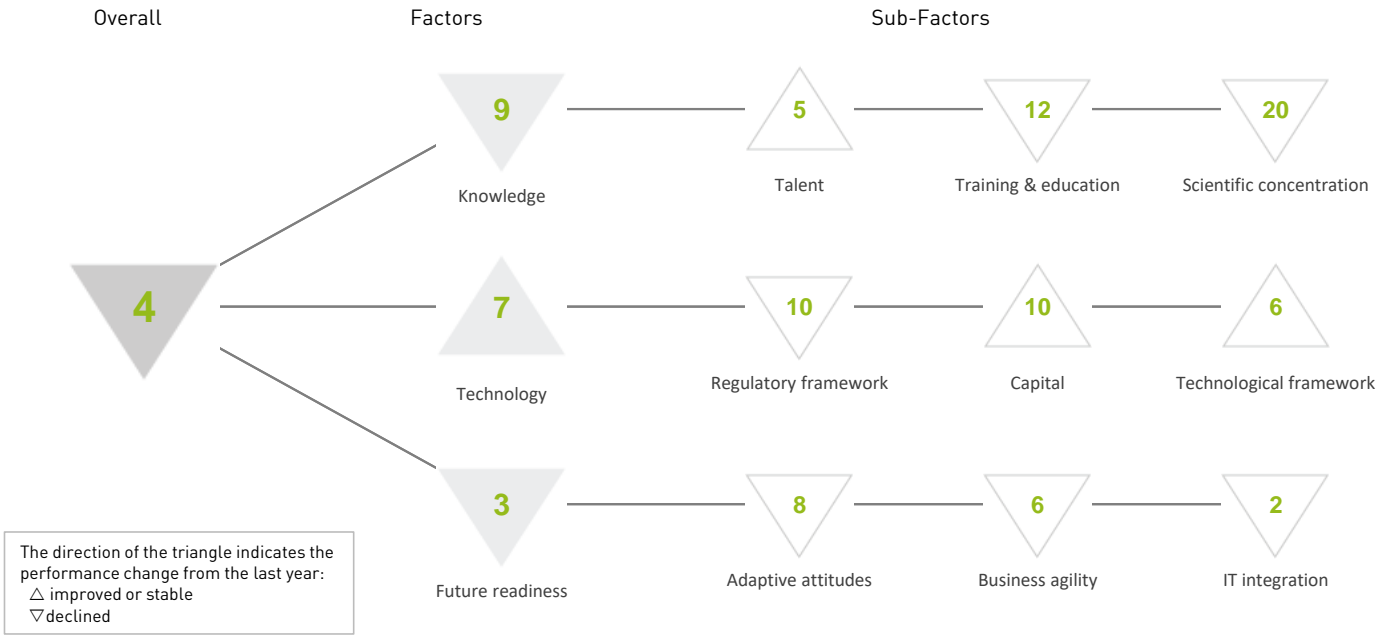 Overall
Factors
Sub-Factors
9
5
12
20
Knowledge
Talent
Training & education
Scientific concentration
4
7
10
10
6
Technology
Regulatory framework
Capital
Technological framework
3
8
6
2
Future readiness
Adaptive attitudes
Business agility
IT integration
The direction of the triangle indicates the
performance change from the last year:
△ improved or stable
▽ declined